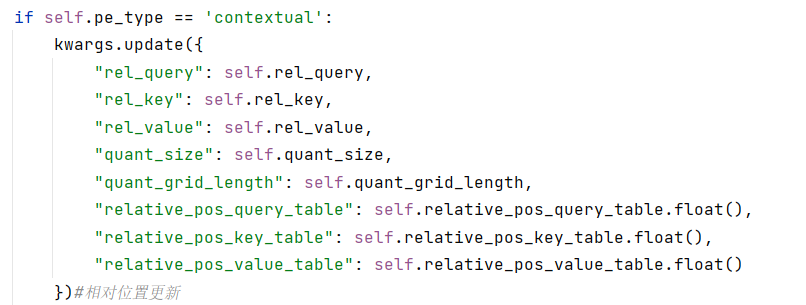 if self.pe_type == 'contextual':
    kwargs.update({
        "rel_query": self.rel_query,
        "rel_key": self.rel_key,
        "rel_value": self.rel_value,
        "quant_size": self.quant_size,
        "quant_grid_length": self.quant_grid_length,
        "relative_pos_query_table": self.relative_pos_query_table.float(),
        "relative_pos_key_table": self.relative_pos_key_table.float(),
        "relative_pos_value_table": self.relative_pos_value_table.float()
    })#相对位置更新